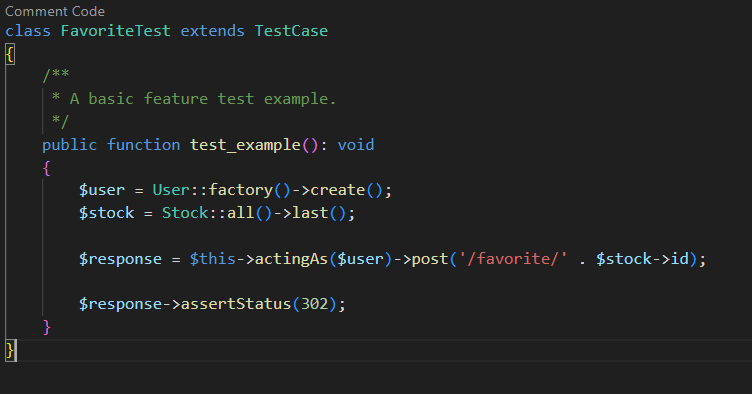 Comment Code
class FavoriteTest extends TestCase
{
    /**
     * A basic feature test example.
     */
    public function test_example(): void
    {
        $user = User::factory()->create();
        $stock = Stock::all()->last();

        $response = $this->actingAs($user)->post('/favorite/' . $stock->id);

        $response->assertStatus(302);
    }
}